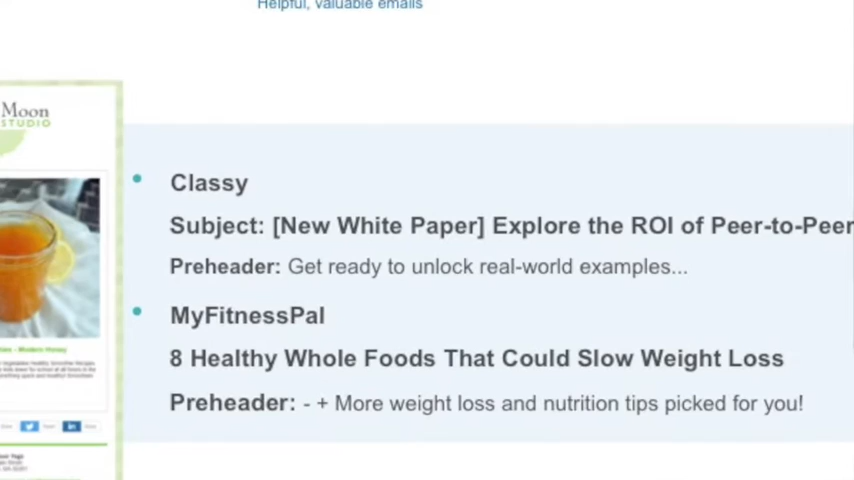 Helpful, valuable emails
Moon
STUDIO
Classy
Subject: [New White Paper] Explore the ROI of Peer-to-Peer
Preheader: Get ready to unlock real-world examples...
MyFitnessPal
8 Healthy Whole Foods That Could Slow Weight Loss
Preheader: - + More weight loss and nutrition tips picked for you!